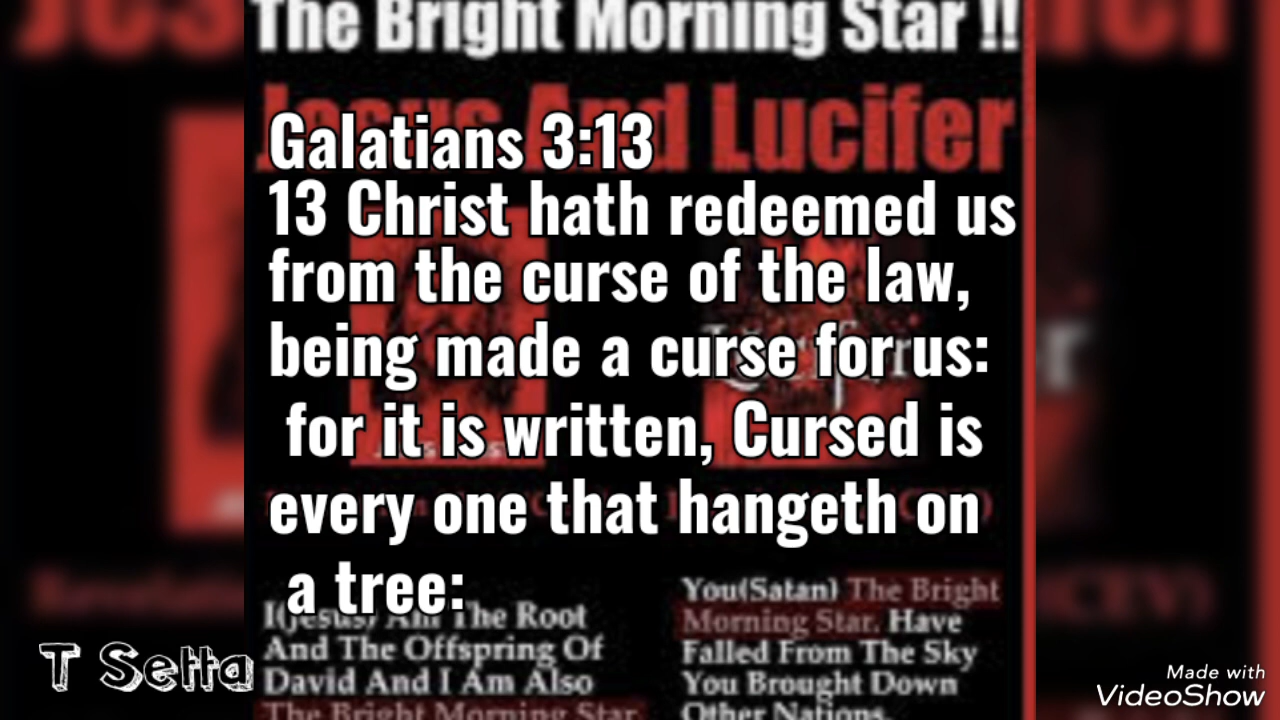 The Bright Morning Star !!
Jesus And Lucifer
Galatians 3:13
13 Christ hath redeemed us
from the curse of the law,
being made a curse for us:
for it is written, Cursed is
every one that hangeth on
a tree:
I(Jesus) Am The Root
And The Offspring Of
David And I Am Also
The Bright Morning Star
You(Satan) The Bright
Morning Star. Have
Falled From The Sky
You Brought Down
Other Nations.
T Setta
Made with
VideoShow